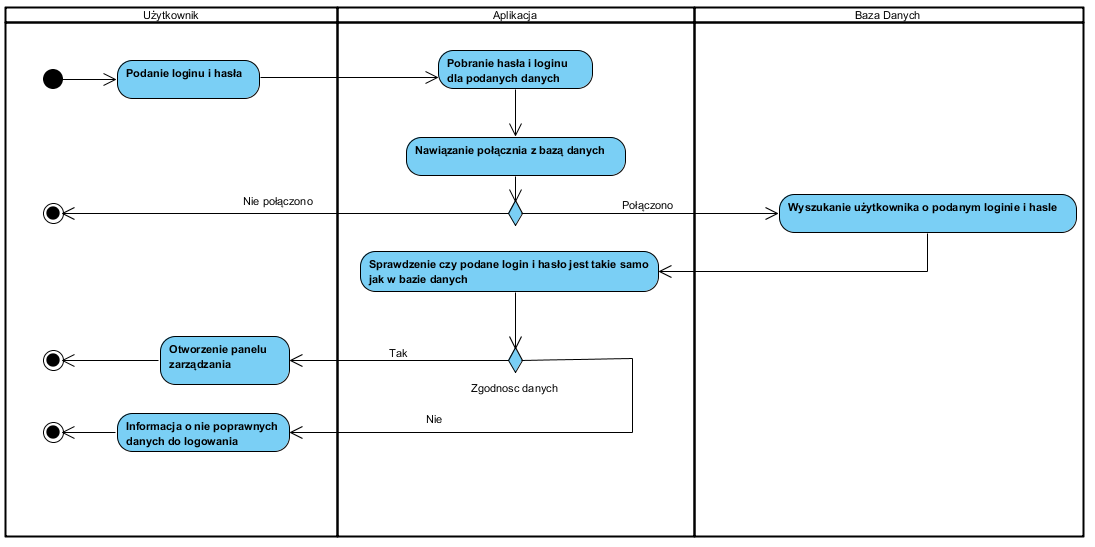 Użytkownik
Aplikacja
Baza Danych
Podanie loginu i hasła
Pobranie hasła i loginu
dla podanych danych
Nawiązanie połącznia z bazą danych
Nie połączono
Połączono
Wyszukanie użytkownika o podanym loginie i hasle
Sprawdzenie czy podane login i hasło jest takie samo
jak w bazie danych
Otworzenie panelu
zarządzania
Tak
Zgodnosc danych
Nie
Informacja o nie poprawnych
danych do logowania